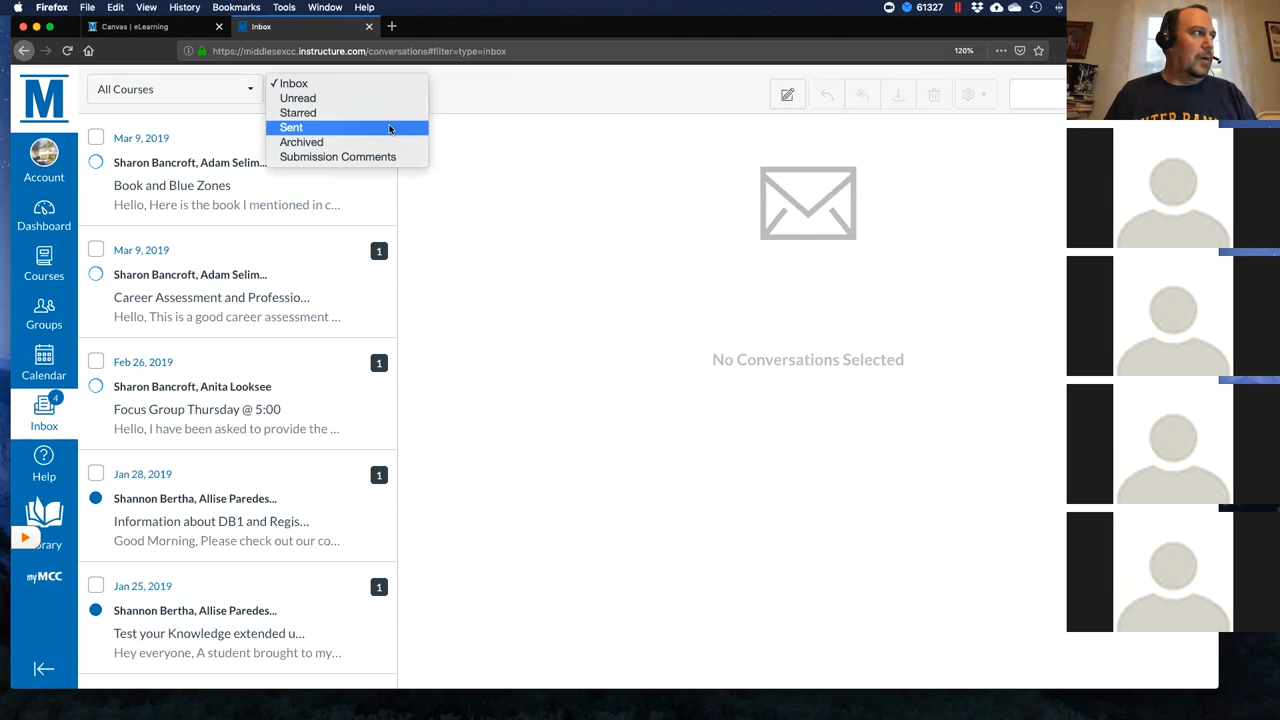 Firefox File Edit View History Bookmarks Tools Window Help 61327
Canvas | eLearning
Inbox
https://middlesexcc.instructure.com/conversations#filter=type=inbox 120%
M
All Courses
✓ Inbox
Unread
Starred
Sent
Archived
Submission Comments
Account
Dashboard
Courses
Groups
Calendar
4
Inbox
Help
brary
myMCC
Mar 9, 2019
Sharon Bancroft, Adam Selim...
Book and Blue Zones
Hello, Here is the book I mentioned in c...
Mar 9, 2019 1
Sharon Bancroft, Adam Selim...
Career Assessment and Professio...
Hello, This is a good career assessment ...
Feb 26, 2019 1
Sharon Bancroft, Anita Looksee
Focus Group Thursday @ 5:00
Hello, I have been asked to provide the ...
Jan 28, 2019 1
Shannon Bertha, Allise Paredes...
Information about DB1 and Regis...
Good Morning, Please check out our co...
Jan 25, 2019 1
Shannon Bertha, Allise Paredes...
Test your Knowledge extended u...
Hey everyone, A student brought to my...
No Conversations Selected